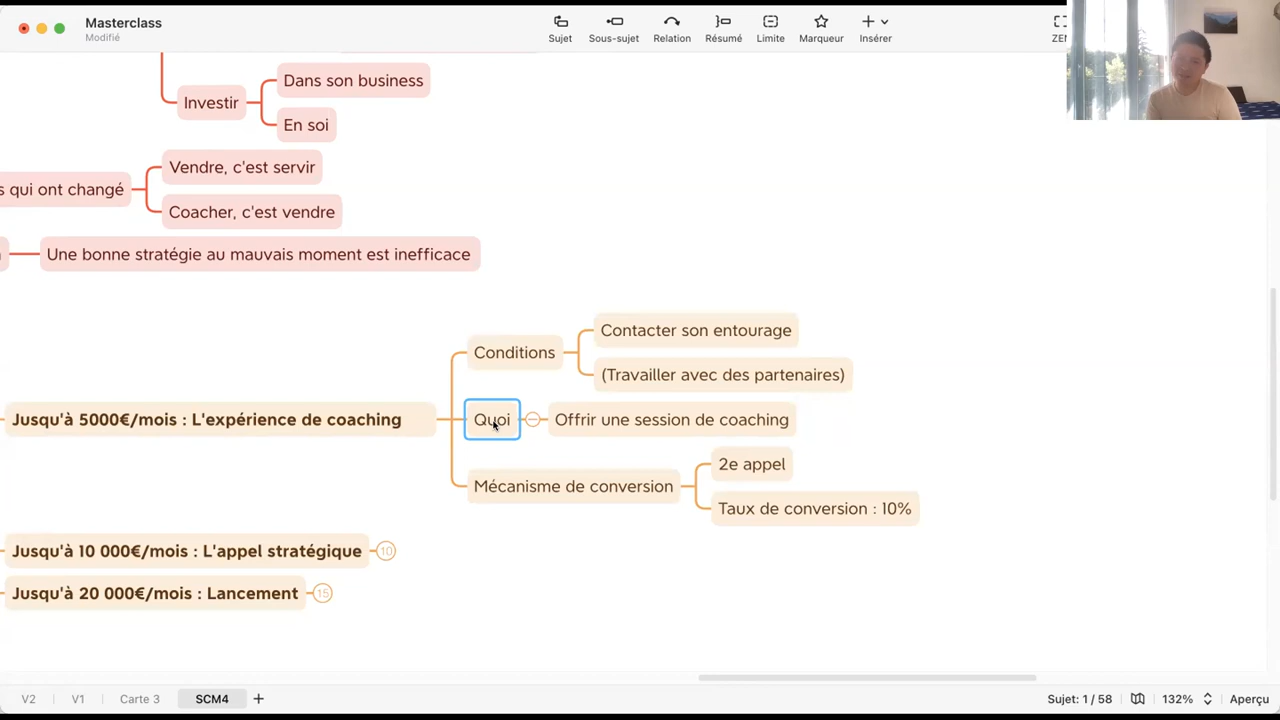 Masterclass
Modifié
Sujet
Sous-sujet
Relation
Résumé
Limite
Marqueur
Insérer
ZEN
Dans son business
Investir
En soi
Vendre, c'est servir
s qui ont changé
Coacher, c'est vendre
Une bonne stratégie au mauvais moment est inefficace
Contacter son entourage
Conditions
(Travailler avec des partenaires)
Jusqu'à 5000€/mois : L'expérience de coaching
Quoi
Offrir une session de coaching
2e appel
Mécanisme de conversion
Taux de conversion : 10%
Jusqu'à 10 000€/mois : L'appel stratégique
10
Jusqu'à 20 000€/mois : Lancement
15
V2
V1
Carte 3
SCM4
Sujet: 1 / 58
132%
Aperçu